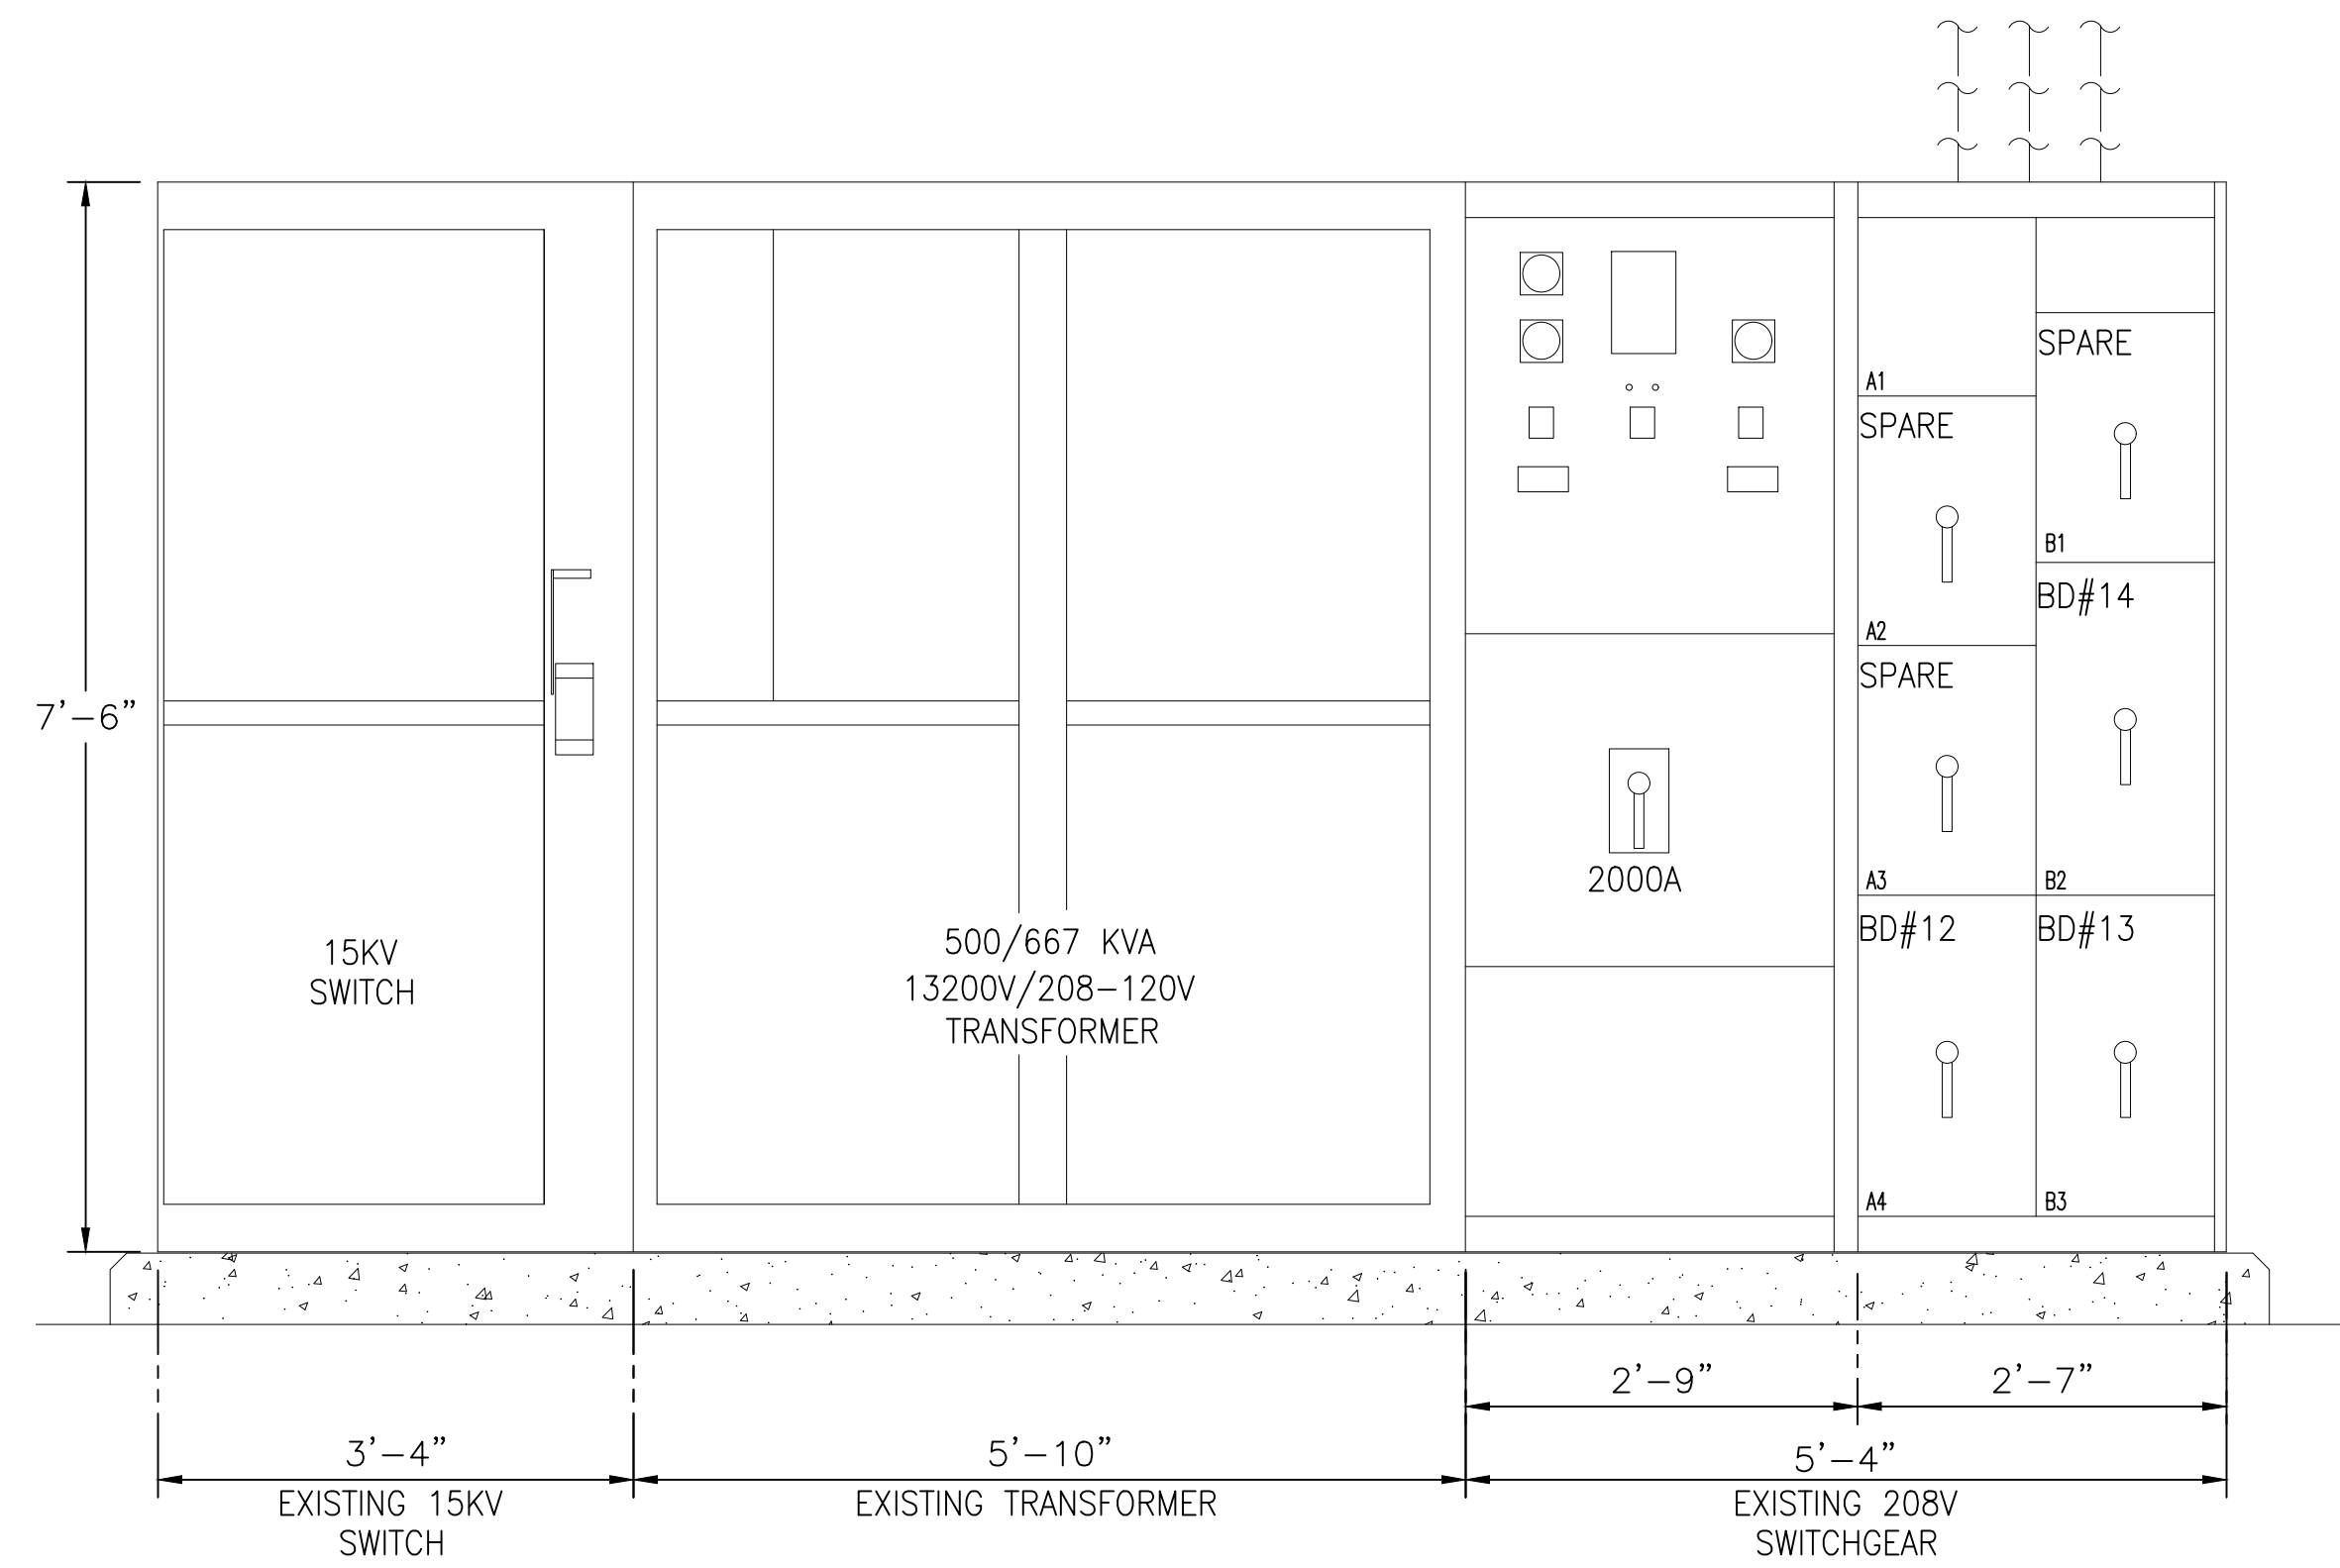 SPARE
A1
SPARE
B1
BD#14
A2
SPARE
7'-6"
2000A
A3
B2
BD#12
BD#13
15KV
SWITCH
500/667 KVA
13200V/208-120V
TRANSFORMER
A4
B3
2'-9"
2'-7"
3'-4"
5'-10"
5'-4"
EXISTING 15KV
SWITCH
EXISTING TRANSFORMER
EXISTING 208V
SWITCHGEAR